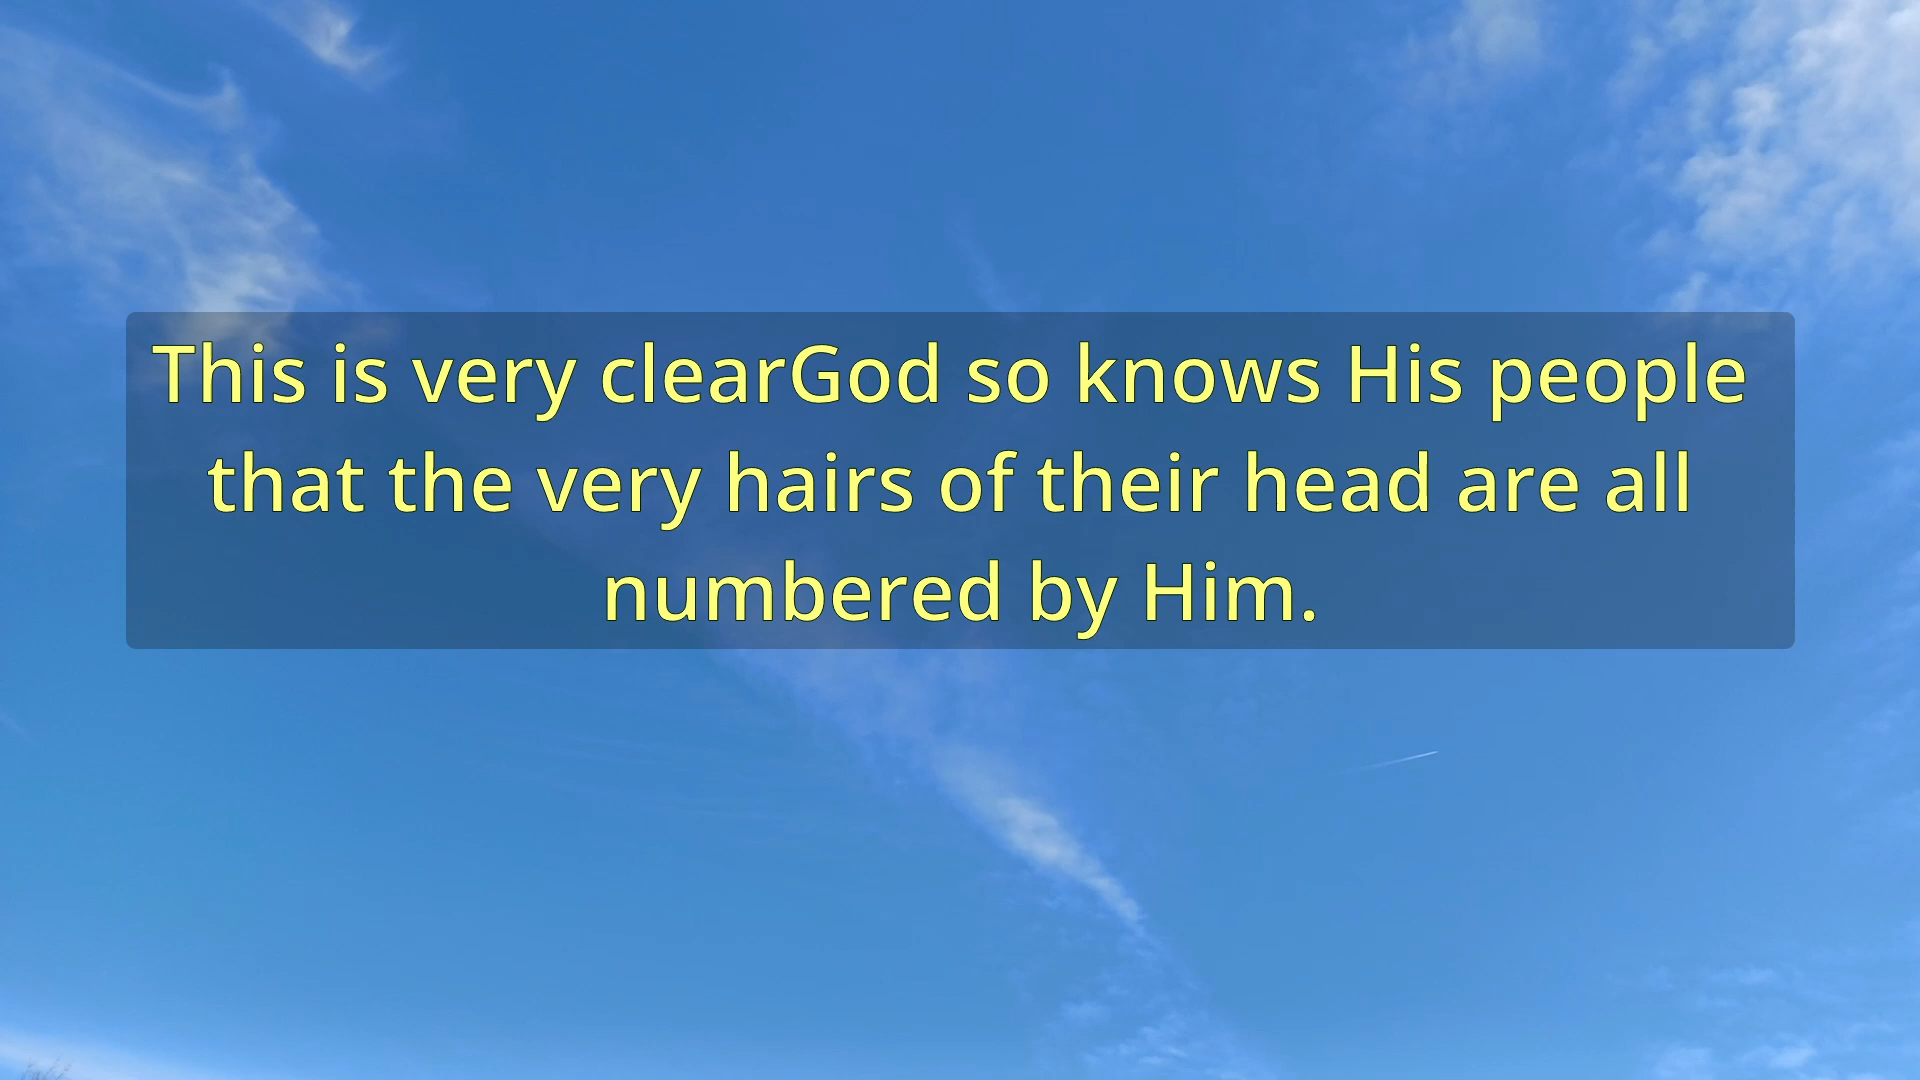 This is very clearGod so knows His people
that the very hairs of their head are all
numbered by Him.